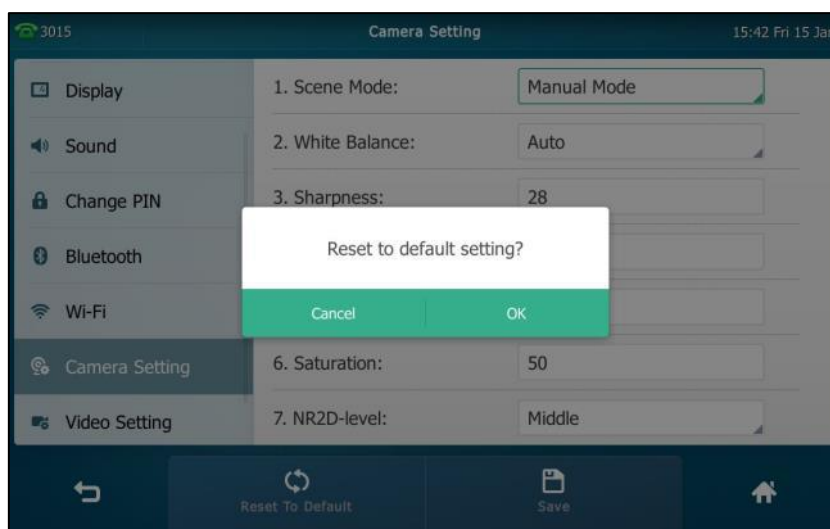 3015
Camera Setting
15:42 Fri 15 Jan
Display
Sound
Change PIN
Bluetooth
Wi-Fi
Camera Setting
Video Setting
1. Scene Mode: Manual Mode
2. White Balance: Auto
3. Sharpness: 28
Reset to default setting?
Cancel OK
6. Saturation: 50
7. NR2D-level: Middle
Reset To Default
Save